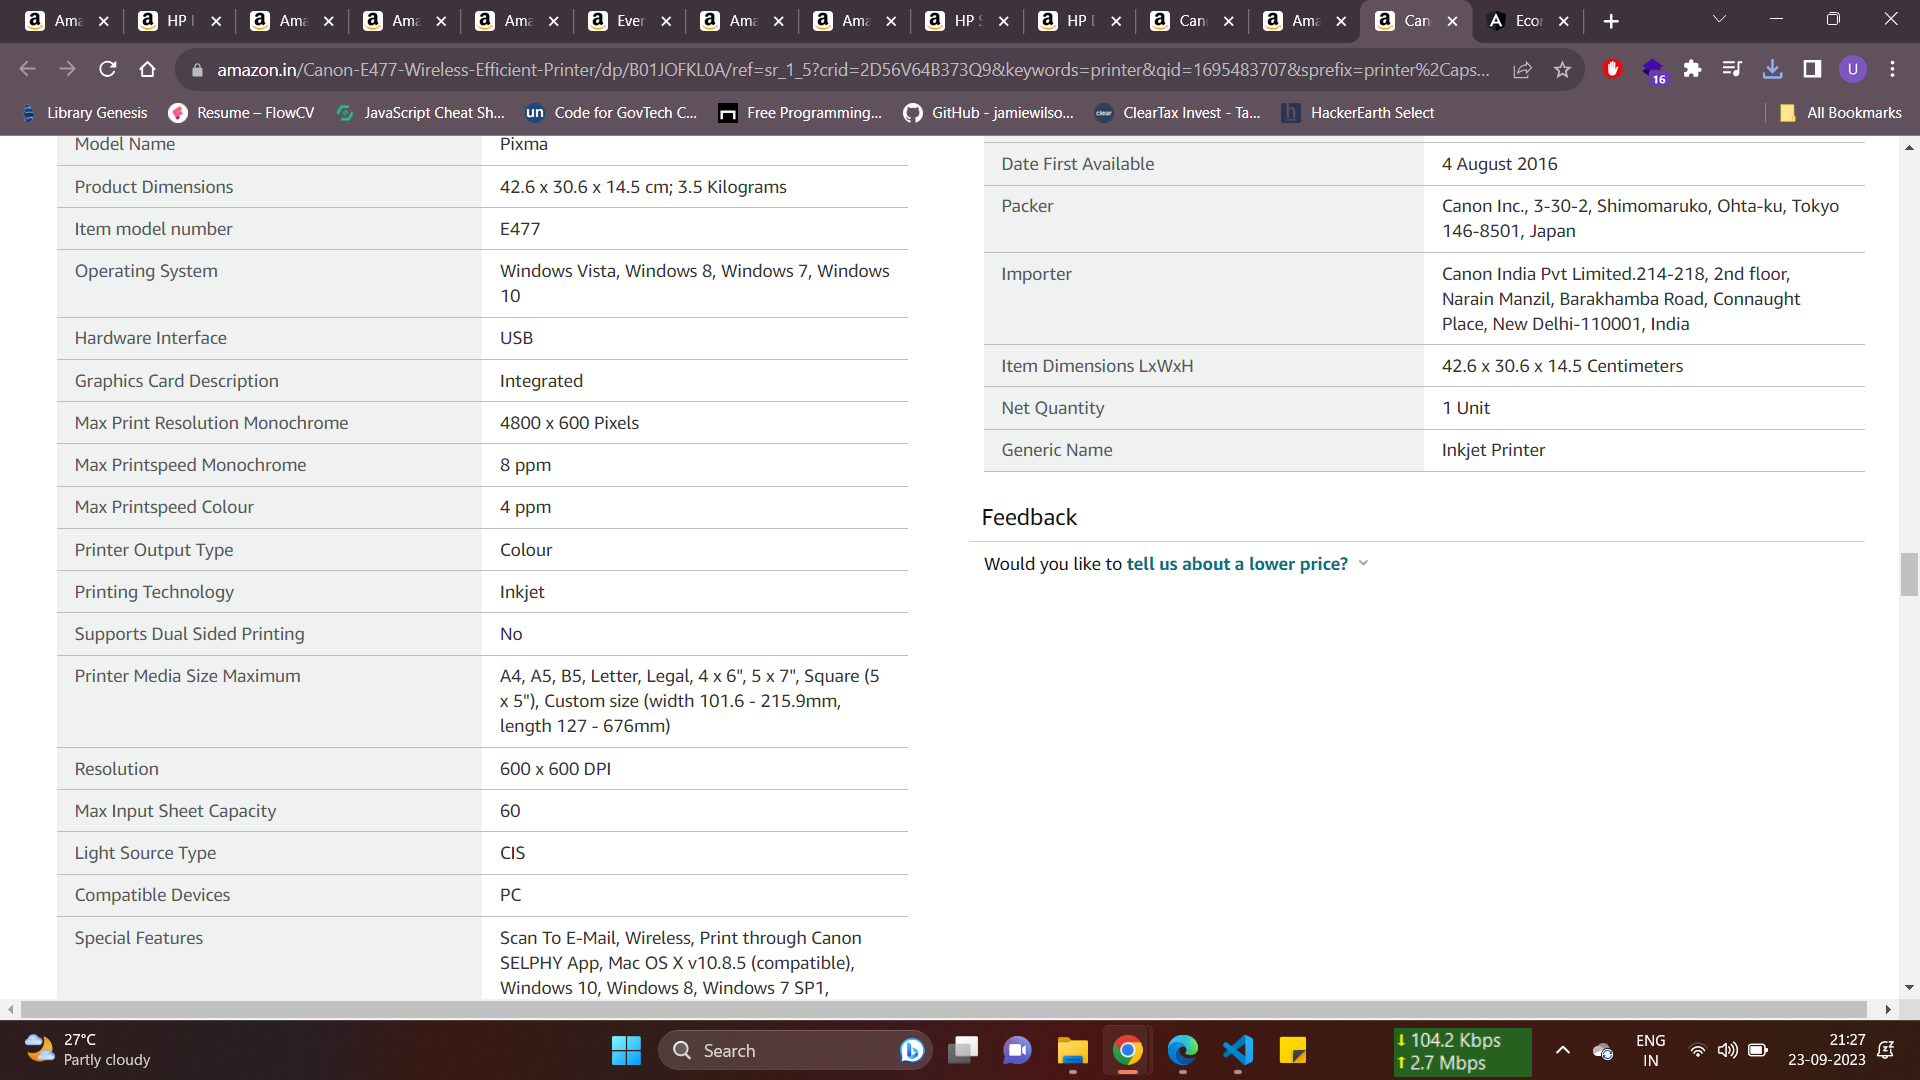 Ama
HP
Ama
Ama
Ama
Ever
Ama
Ama
HP S
HP
Can
Ama
Can
Ecor
amazon.in/Canon-E477-Wireless-Efficient-Printer/dp/B01JOFKL0A/ref=sr_1_5?crid=2D56V64B373Q9&keywords=printer&qid=1695483707&sprefix=printer%2Caps...
16
U
Library Genesis
Resume – FlowCV
JavaScript Cheat Sh...
un Code for GovTech C...
Free Programming...
GitHub - jamiewilso...
clear ClearTax Invest - Ta...
h HackerEarth Select
All Bookmarks
Model Name Pixma
Product Dimensions 42.6 x 30.6 x 14.5 cm; 3.5 Kilograms
Item model number E477
Operating System Windows Vista, Windows 8, Windows 7, Windows
10
Hardware Interface USB
Graphics Card Description Integrated
Max Print Resolution Monochrome 4800 x 600 Pixels
Max Printspeed Monochrome 8 ppm
Max Printspeed Colour 4 ppm
Printer Output Type Colour
Printing Technology Inkjet
Supports Dual Sided Printing No
Printer Media Size Maximum A4, A5, B5, Letter, Legal, 4 x 6", 5 x 7", Square (5
x 5"), Custom size (width 101.6 - 215.9mm,
length 127 - 676mm)
Resolution 600 x 600 DPI
Max Input Sheet Capacity 60
Light Source Type CIS
Compatible Devices PC
Special Features Scan To E-Mail, Wireless, Print through Canon
SELPHY App, Mac OS X v10.8.5 (compatible),
Windows 10, Windows 8, Windows 7 SP1,
Date First Available 4 August 2016
Packer Canon Inc., 3-30-2, Shimomaruko, Ohta-ku, Tokyo
146-8501, Japan
Importer Canon India Pvt Limited.214-218, 2nd floor,
Narain Manzil, Barakhamba Road, Connaught
Place, New Delhi-110001, India
Item Dimensions LxWxH 42.6 x 30.6 x 14.5 Centimeters
Net Quantity 1 Unit
Generic Name Inkjet Printer
Feedback
Would you like to tell us about a lower price?
27°C
Partly cloudy
Search
104.2 Kbps
2.7 Mbps
ENG
IN
21:27
23-09-2023